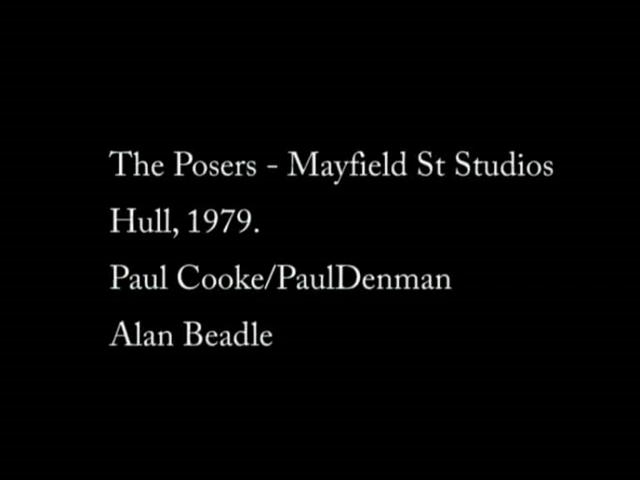 The Posers - Mayfield St Studios
Hull, 1979.
Paul Cooke/PaulDenman
Alan Beadle